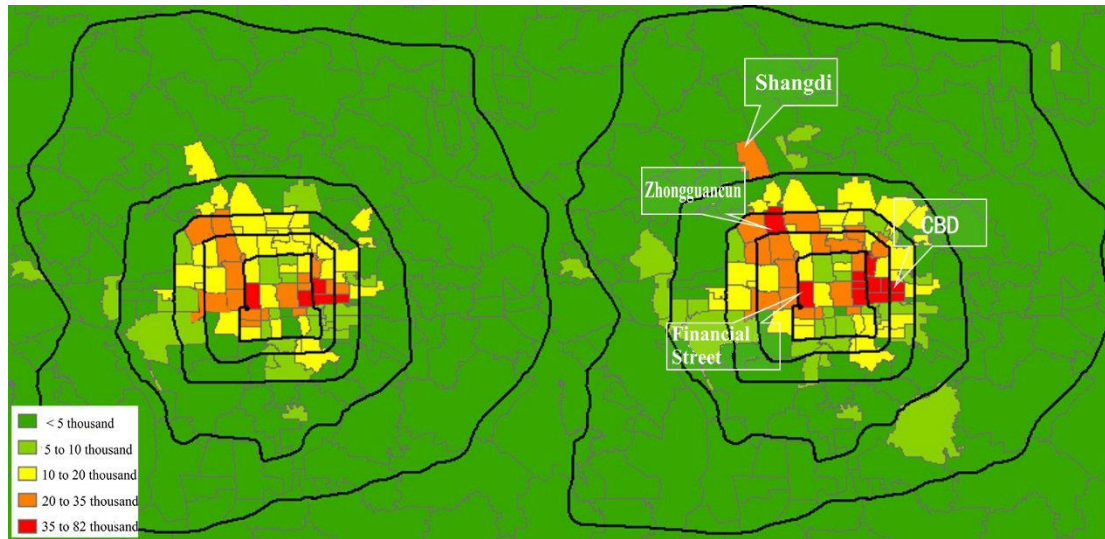 Shangdi
Zhongguancun
CBD
Financial
Street
< 5 thousand
5 to 10 thousand
10 to 20 thousand
20 to 35 thousand
35 to 82 thousand